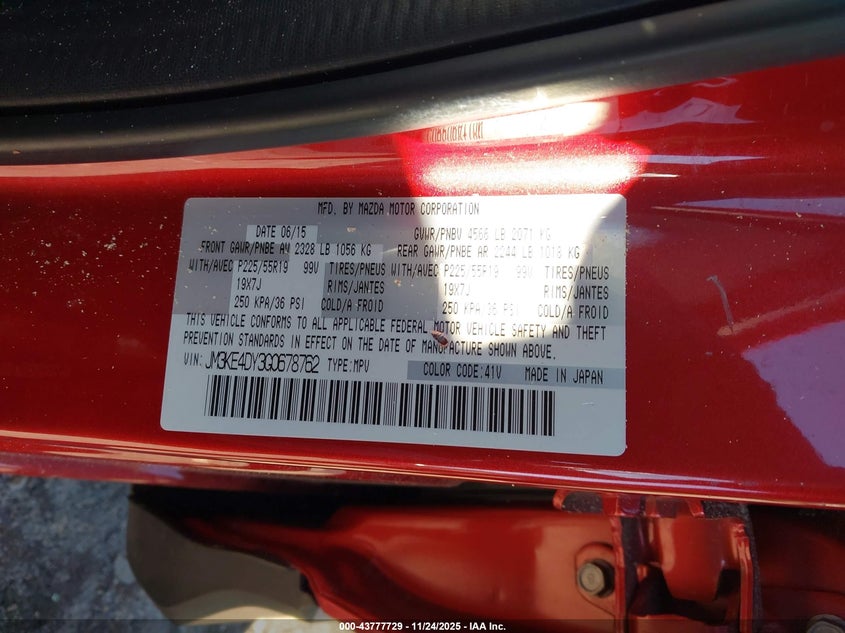 MFD. BY MAZDA MOTOR CORPORATION
DATE 06/15 GVWR/PNBV 4566 LB 2071 KG
FRONT GAWR/PNBE AV 2328 LB 1056 KG REAR GAWR/PNBE AR 2244 LB 1018 KG
WITH/AVEC P225/55R19 99V TIRES/PNEUS WITH/AVEC P225/55R19 99V TIRES/PNEUS
19X7J RIMS/JANTES 19X7J RIMS/JANTES
250 KPA/36 PSI COLD/A FROID 250 KPA/36 PSI COLD/A FROID
THIS VEHICLE CONFORMS TO ALL APPLICABLE FEDERAL MOTOR VEHICLE SAFETY AND THEFT
PREVENTION STANDARDS IN EFFECT ON THE DATE OF MANUFACTURE SHOWN ABOVE.
VIN: JM3KE4DY3G0678762 TYPE:MPV COLOR CODE:41V MADE IN JAPAN
000-43777729 - 11/24/2025 - IAA Inc.